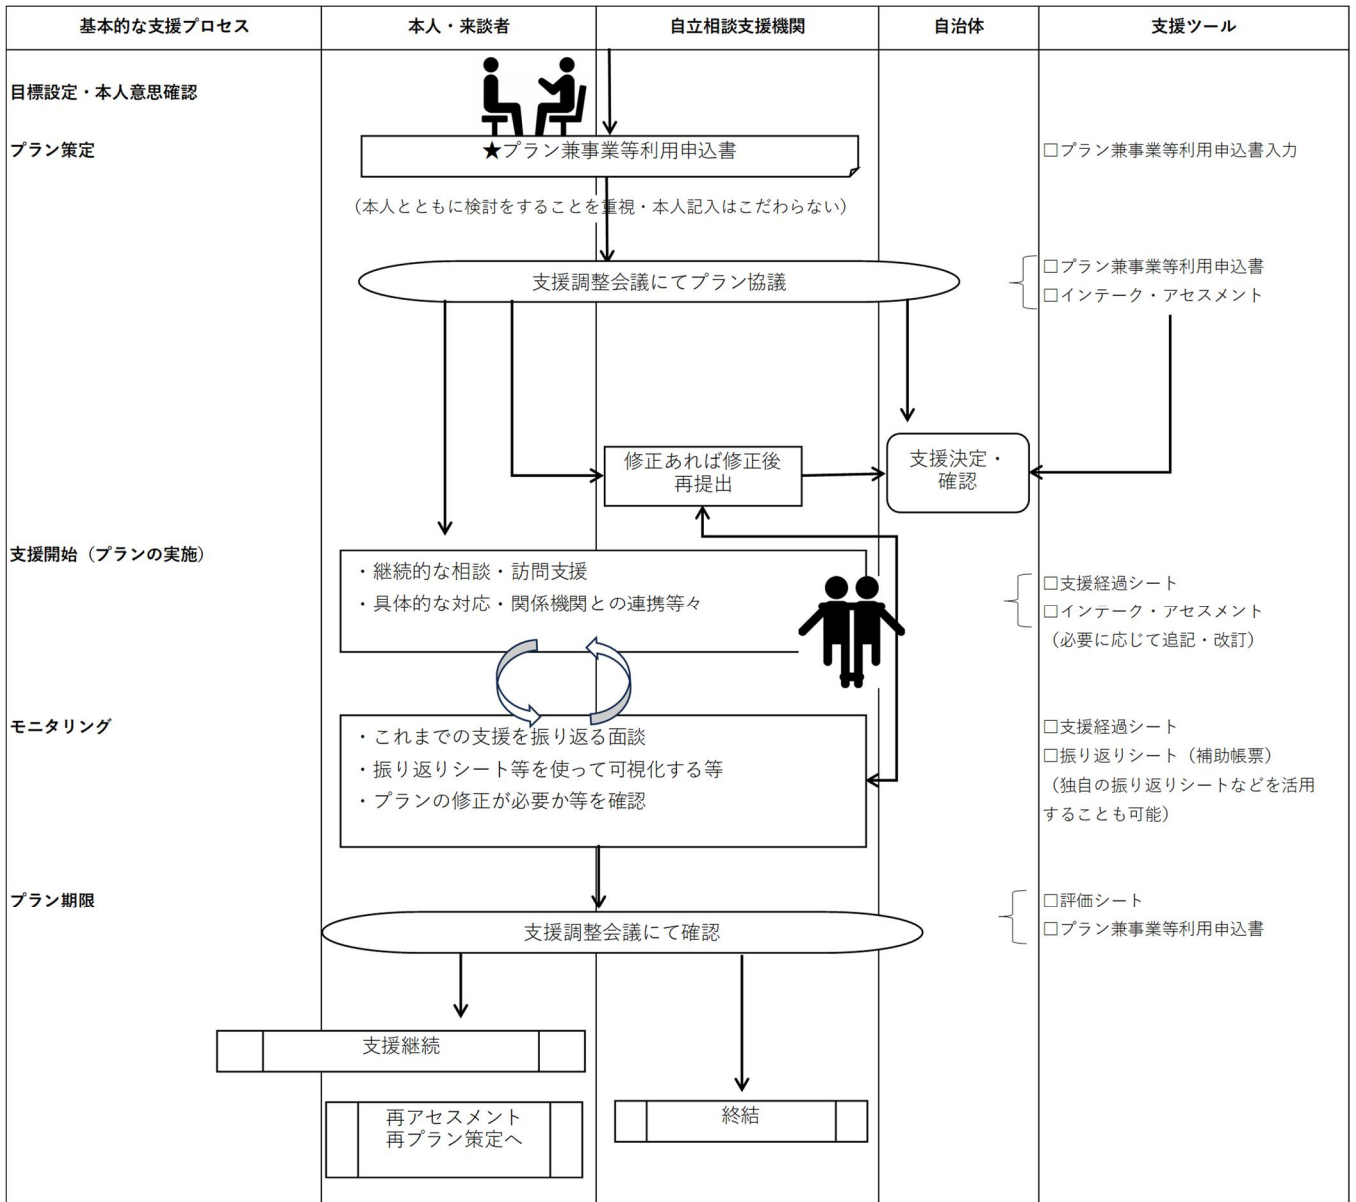 基本的な支援プロセス
本人・来談者
自立相談支援機関
自治体
支援ツール
目標設定・本人意思確認
プラン策定
★プラン兼事業等利用申込書
□プラン兼事業等利用申込書入力
（本人とともに検討をすることを重視・本人記入はこだわらない）
支援調整会議にてプラン協議
□プラン兼事業等利用申込書
□インテーク・アセスメント
修正あれば修正後
再提出
支援決定・
確認
支援開始（プランの実施）
・継続的な相談・訪問支援
・具体的な対応・関係機関との連携等々
□支援経過シート
□インテーク・アセスメント
（必要に応じて追記・改訂）
モニタリング
・これまでの支援を振り返る面談
・振り返りシート等を使って可視化する等
・プランの修正が必要か等を確認
□支援経過シート
□振り返りシート（補助帳票）
（独自の振り返りシートなどを活用
することも可能）
プラン期限
支援調整会議にて確認
□評価シート
□プラン兼事業等利用申込書
支援継続
再アセスメント
再プラン策定へ
終結